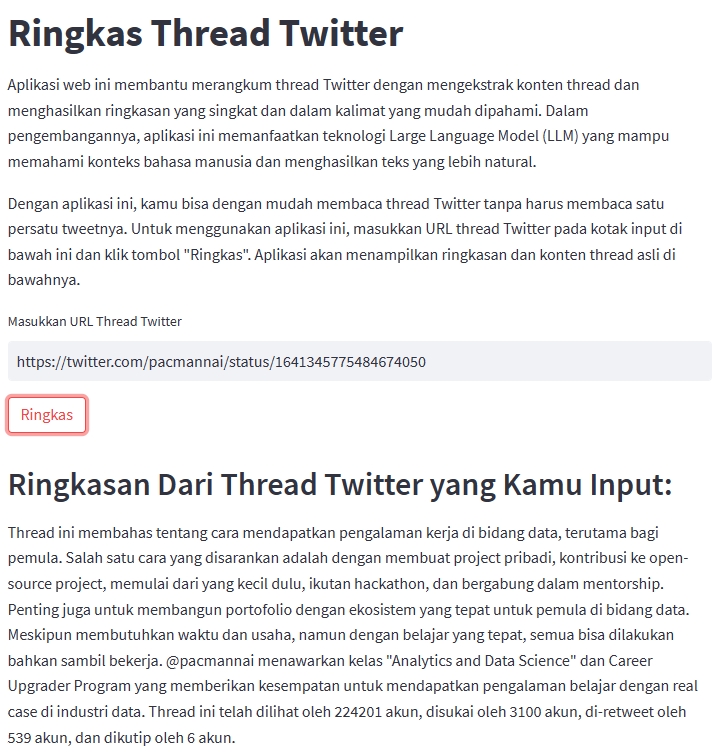 Ringkas Thread Twitter
Aplikasi web ini membantu merangkum thread Twitter dengan mengekstrak konten thread dan
menghasilkan ringkasan yang singkat dan dalam kalimat yang mudah dipahami. Dalam
pengembangannya, aplikasi ini memanfaatkan teknologi Large Language Model (LLM) yang mampu
memahami konteks bahasa manusia dan menghasilkan teks yang lebih natural.
Dengan aplikasi ini, kamu bisa dengan mudah membaca thread Twitter tanpa harus membaca satu
persatu tweetnya. Untuk menggunakan aplikasi ini, masukkan URL thread Twitter pada kotak input di
bawah ini dan klik tombol "Ringkas". Aplikasi akan menampilkan ringkasan dan konten thread asli di
bawahnya.
Masukkan URL Thread Twitter
https://twitter.com/pacmannai/status/1641345775484674050
Ringkas
Ringkasan Dari Thread Twitter yang Kamu Input:
Thread ini membahas tentang cara mendapatkan pengalaman kerja di bidang data, terutama bagi
pemula. Salah satu cara yang disarankan adalah dengan membuat project pribadi, kontribusi ke open-
source project, memulai dari yang kecil dulu, ikutan hackathon, dan bergabung dalam mentorship.
Penting juga untuk membangun portofolio dengan ekosistem yang tepat untuk pemula di bidang data.
Meskipun membutuhkan waktu dan usaha, namun dengan belajar yang tepat, semua bisa dilakukan
bahkan sambil bekerja. @pacmannai menawarkan kelas "Analytics and Data Science" dan Career
Upgrader Program yang memberikan kesempatan untuk mendapatkan pengalaman belajar dengan real
case di industri data. Thread ini telah dilihat oleh 224201 akun, disukai oleh 3100 akun, di-retweet oleh
539 akun, dan dikutip oleh 6 akun.